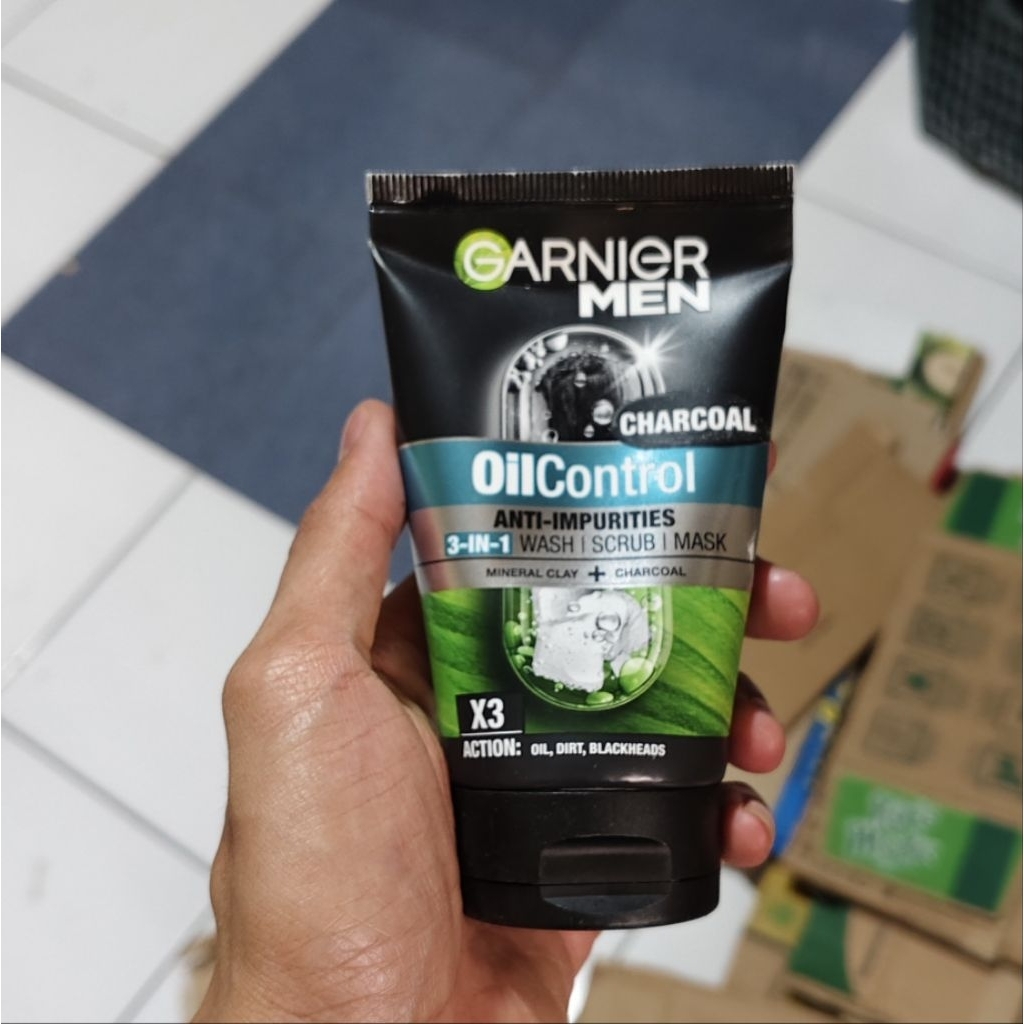 GARNIER
MEN
CHARCOAL
OilControl
ANTI-IMPURITIES
3-IN-1 WASH | SCRUB | MASK
MINERAL CLAY + CHARCOAL
X3
ACTION: OIL, DIRT, BLACKHEADS